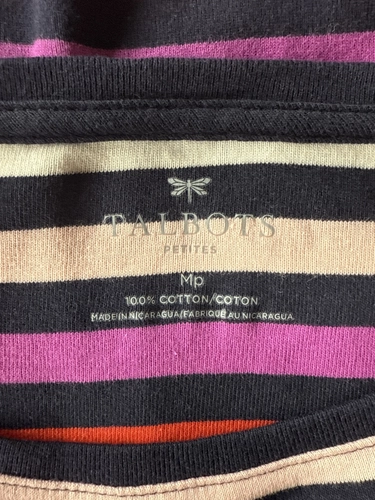 TALBOTS
PETITES
Mp
100% COTTON/COTON
MADE IN NICARAGUA/FABRIQUÉ AU NICARAGUA